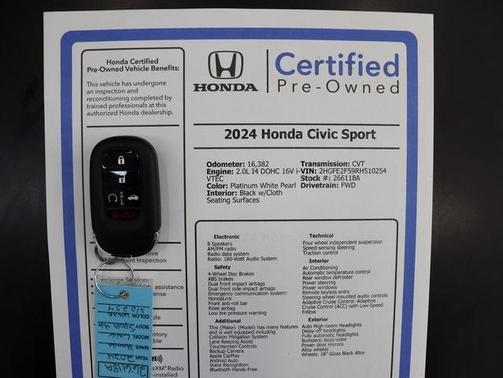 Honda Certified
Pre-Owned Vehicle Benefits:
This vehicle has undergone
an inspection and
reconditioning completed by
trained professionals at this
authorized Honda dealership.
HONDA
Certified
Pre-Owned
2024 Honda Civic Sport
Odometer: 16,382
Engine: 2.0L I4 DOHC 16V i-
VTEC
Color: Platinum White Pearl
Interior: Black w/Cloth
Seating Surfaces
Transmission: CVT
VIN: 2HGFE2F59RH510254
Stock #: 266118A
Drivetrain: FWD
Electronic
8 Speakers
AM/FM radio
Radio data system
Radio: 180-Watt Audio System
Safety
4-Wheel Disc Brakes
ABS brakes
Dual front impact airbags
Dual front side impact airbags
Emergency communication system:
HondaLink
Front anti-roll bar
Knee airbag
Low tire pressure warning
Additional
This (Make) (Model) has many features
and is well equipped including
Collision Mitigation System
Lane Keeping Assist
Touchscreen Controls
Backup Camera
Apple CarPlay
Android Auto
Voice Recognition
Bluetooth Hands-Free
Technical
Four wheel independent suspension
Speed-sensing steering
Traction control
Interior
Air Conditioning
Automatic temperature control
Rear window defroster
Power steering
Power windows
Remote keyless entry
Steering wheel mounted audio controls
Adaptive Cruise Control
Cruise Control (ACC) with Low-Speed
Follow
Exterior
Auto High-beam Headlights
Delay-off headlights
Fully automatic headlights
Bumpers: body-color
Power door mirrors
Alloy wheels
Wheels: 18" Gloss Black Alloy
266118A